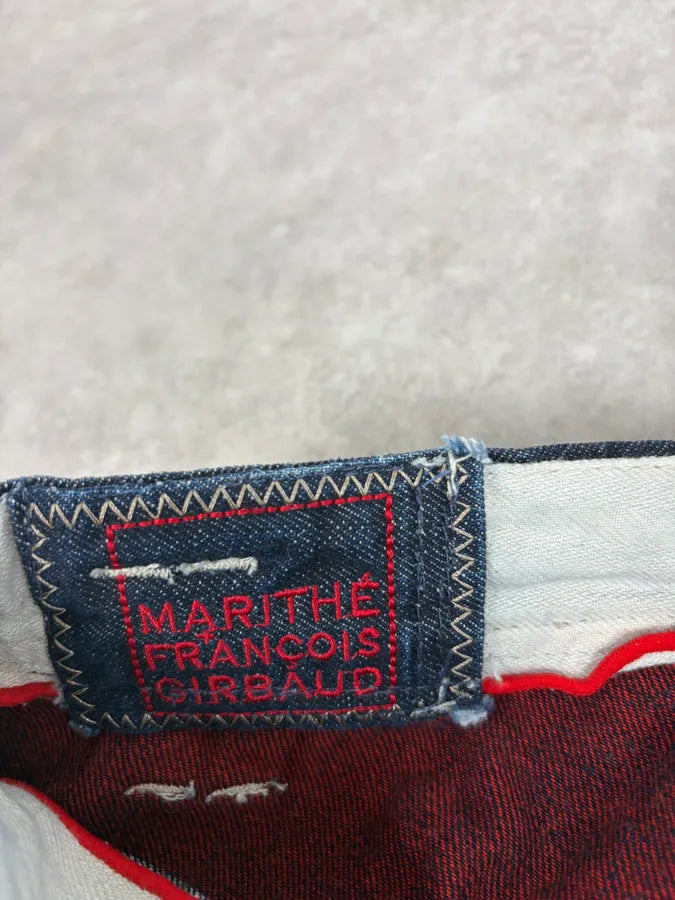 MARITHÉ
+
FRANÇOIS
GIRBAUD